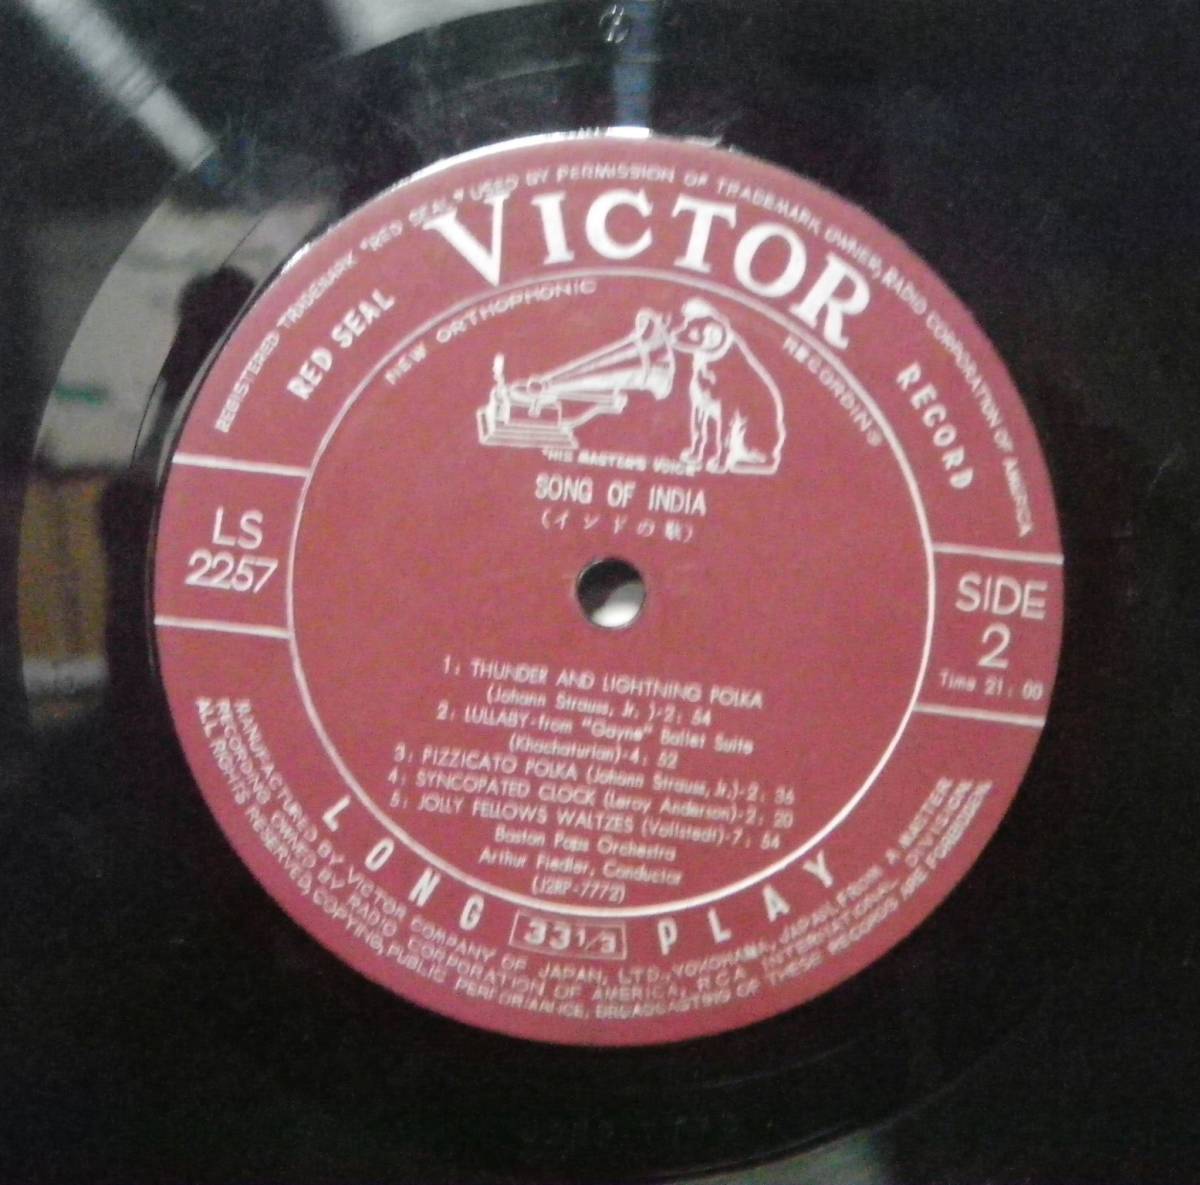 REGISTERED TRADEMARK "RED SEAL" USED BY PERMISSION OF TRADEMARK OWNER, RADIO CORPORATION OF AMERICA
VICTOR
RED SEAL RECORD
NEW ORTHOPHONIC RECORDING
"HIS MASTER'S VOICE"
SONG OF INDIA
(インドの歌)
LS
2257
SIDE
2
Time 21:00
1: THUNDER AND LIGHTNING POLKA
(Johann Strauss, Jr.)-2:54
2: LULLABY-from "Gayne" Ballet Suite
(Khachaturian)-4:52
3: PIZZICATO POLKA (Johann Strauss, Jr.)-2:36
4: SYNCOPATED CLOCK (Leroy Anderson)-2:20
5: JOLLY FELLOWS WALTZES (Vollstedt)-7:54
Boston Pops Orchestra
Arthur Fiedler, Conductor
(J2RP-7772)
LONG 33 1/3 PLAY
MANUFACTURED BY VICTOR COMPANY OF JAPAN, LTD., YOKOHAMA, JAPAN, FROM A MASTER
RECORDING OWNED BY RADIO CORPORATION OF AMERICA, R.C.A. INTERNATIONAL DIVISION.
ALL RIGHTS RESERVED, COPYING, PUBLIC PERFORMANCE, BROADCASTING OF THESE RECORDS ARE FORBIDDEN.